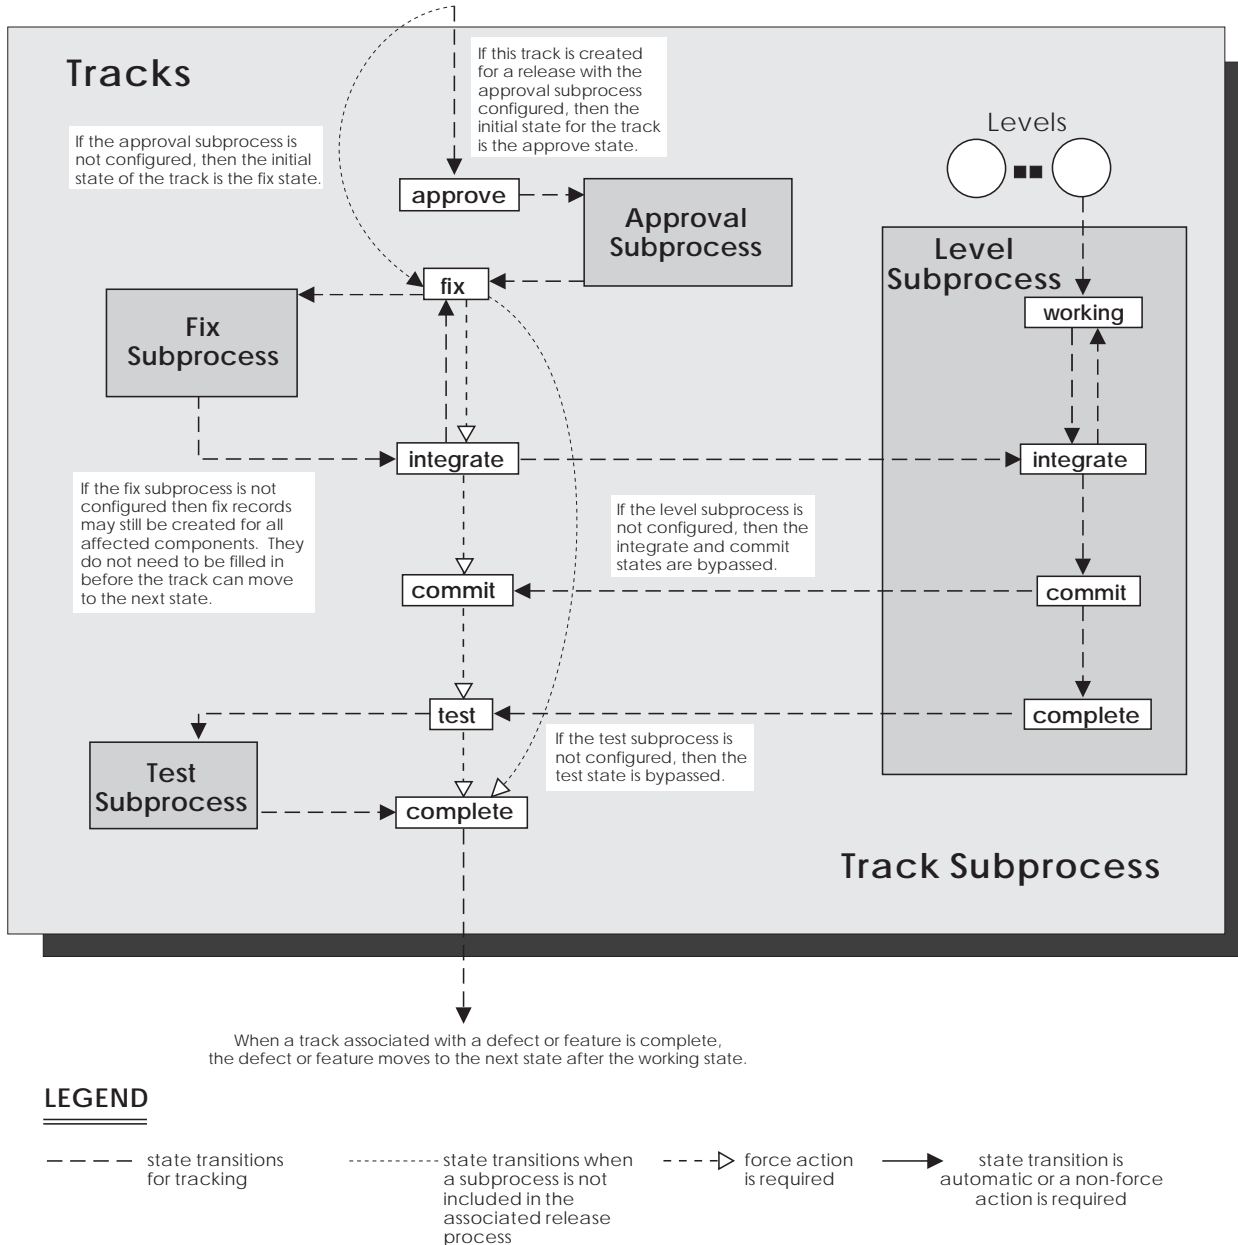 Tracks
If this track is created
for a release with the
approval subprocess
configured, then the
initial state for the track
is the approve state.
If the approval subprocess is
not configured, then the initial
state of the track is the fix state.
Levels
approve
Approval
Subprocess
Level
Subprocess
fix
working
Fix
Subprocess
integrate
integrate
If the fix subprocess is not
configured then fix records
may still be created for all
affected components. They
do not need to be filled in
before the track can move
to the next state.
If the level subprocess is
not configured, then the
integrate and commit
states are bypassed.
commit
commit
test
complete
If the test subprocess is
not configured, then the
test state is bypassed.
Test
Subprocess
complete
Track Subprocess
When a track associated with a defect or feature is complete,
the defect or feature moves to the next state after the working state.
LEGEND
state transitions
for tracking
state transitions when
a subprocess is not
included in the
associated release
process
force action
is required
state transition is
automatic or a non-force
action is required